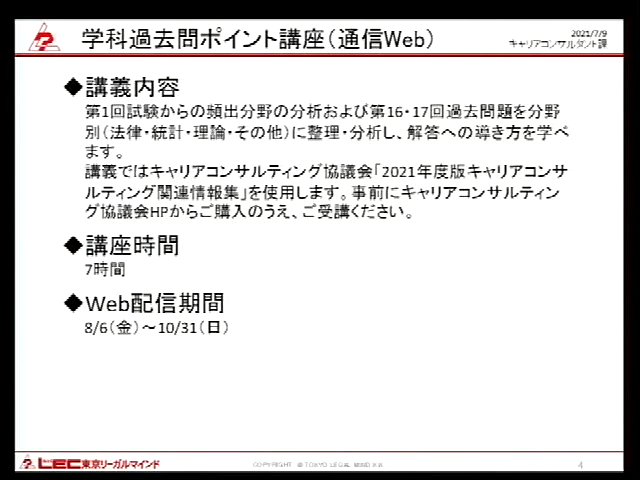 学科過去問ポイント講座（通信Web）
2021/7/9
キャリアコンサルタント課
◆講義内容
第1回試験からの頻出分野の分析および第16・17回過去問題を分野
別（法律・統計・理論・その他）に整理・分析し、解答への導き方を学べ
ます。
講義ではキャリアコンサルティング協議会「2021年度版キャリアコンサ
ルティング関連情報集」を使用します。事前にキャリアコンサルティン
グ協議会HPからご購入のうえ、ご受講ください。
◆講座時間
7時間
◆Web配信期間
8/6（金）～10/31（日）
LEC東京リーガルマインド
COPYRIGHT © TOKYO LEGAL MIND K.K
4